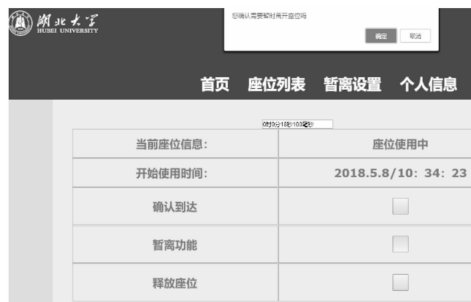 湖北大学
HUBEI UNIVERSITY
您确认需要暂时离开座位吗
确定 取消
首页 座位列表 暂离设置 个人信息
当前座位信息: 座位使用中
开始使用时间: 2018.5.8/10: 34: 23
确认到达
暂离功能
释放座位